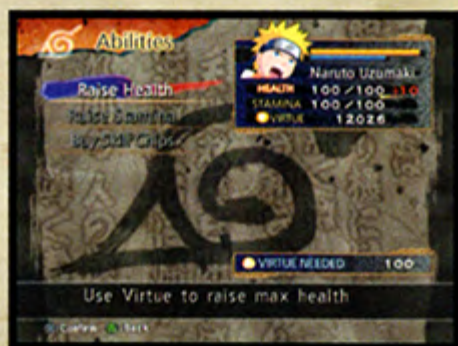 Abilities
Naruto Uzumaki
HEALTH 100/100 +10
STAMINA 100/100
VIRTUE 12026
Raise Health
Raise Stamina
Buy Skill Chips
VIRTUE NEEDED 100
Use Virtue to raise max health
Confirm Back